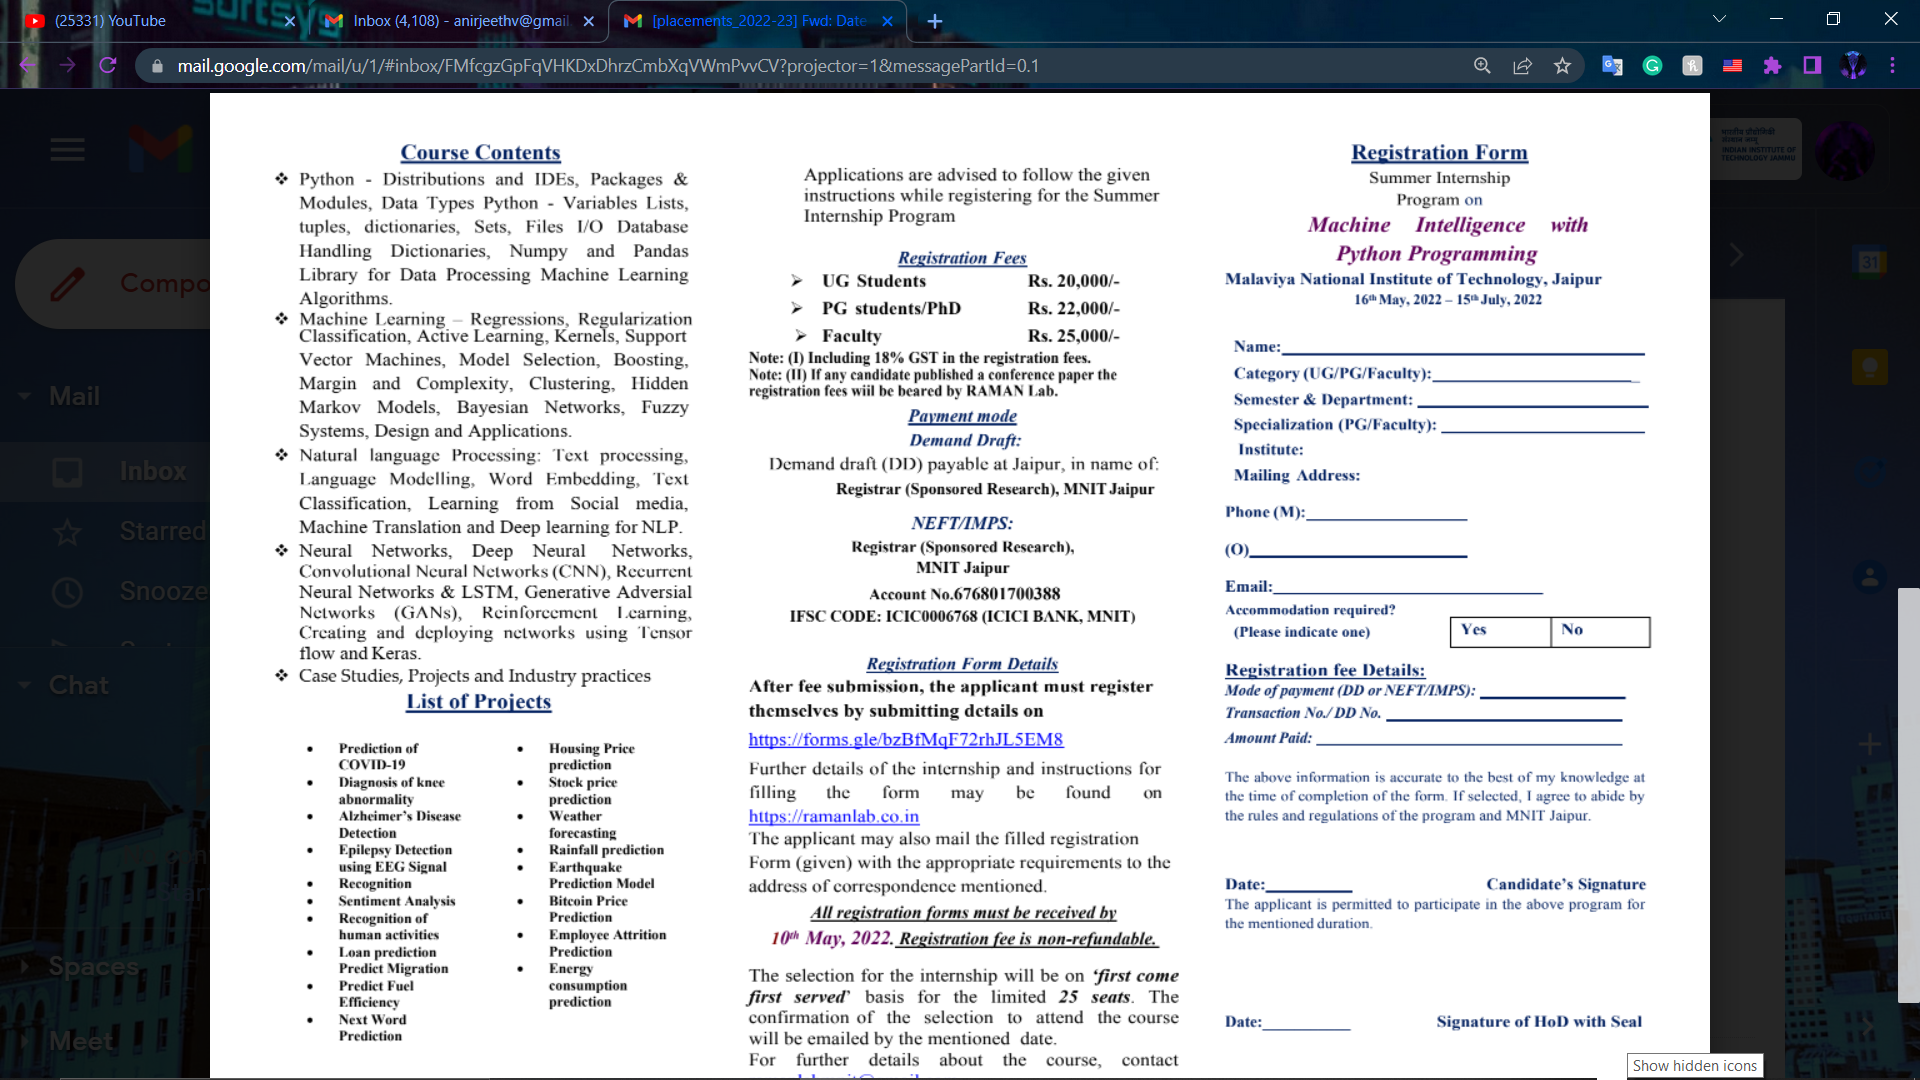 (25331) YouTube
Inbox (4,108) - anirjeethv@gmail
[placements_2022-23] Fwd: Date
mail.google.com/mail/u/1/#inbox/FMfcgzGpFqVHKDxDhrzCmbXqVWmPvvCV?projector=1&messagePartId=0.1
INDIAN INSTITUTE OF
TECHNOLOGY JAMMU
Compo
31
Mail
Inbox
Starred
Snooze
Chat
Spaces
Meet
Course Contents
❖ Python - Distributions and IDEs, Packages &
Modules, Data Types Python - Variables Lists,
tuples, dictionaries, Sets, Files I/O Database
Handling Dictionaries, Numpy and Pandas
Library for Data Processing Machine Learning
Algorithms.
❖ Machine Learning – Regressions, Regularization
Classification, Active Learning, Kernels, Support
Vector Machines, Model Selection, Boosting,
Margin and Complexity, Clustering, Hidden
Markov Models, Bayesian Networks, Fuzzy
Systems, Design and Applications.
❖ Natural language Processing: Text processing,
Language Modelling, Word Embedding, Text
Classification, Learning from Social media,
Machine Translation and Deep learning for NLP.
❖ Neural Networks, Deep Neural Networks,
Convolutional Neural Networks (CNN), Recurrent
Neural Networks & LSTM, Generative Adversial
Networks (GANs), Reinforcement Learning,
Creating and deploying networks using Tensor
flow and Keras.
❖ Case Studies, Projects and Industry practices
List of Projects
• Prediction of
COVID-19
• Diagnosis of knee
abnormality
• Alzheimer's Disease
Detection
• Epilepsy Detection
using EEG Signal
• Recognition
• Sentiment Analysis
• Recognition of
human activities
• Loan prediction
Predict Migration
• Predict Fuel
Efficiency
• Next Word
Prediction
• Housing Price
prediction
• Stock price
prediction
• Weather
forecasting
• Rainfall prediction
• Earthquake
Prediction Model
• Bitcoin Price
Prediction
• Employee Attrition
Prediction
• Energy
consumption
prediction
Applications are advised to follow the given
instructions while registering for the Summer
Internship Program
Registration Fees
➢ UG Students Rs. 20,000/-
➢ PG students/PhD Rs. 22,000/-
➢ Faculty Rs. 25,000/-
Note: (I) Including 18% GST in the registration fees.
Note: (II) If any candidate published a conference paper the
registration fees wiil be beared by RAMAN Lab.
Payment mode
Demand Draft:
Demand draft (DD) payable at Jaipur, in name of:
Registrar (Sponsored Research), MNIT Jaipur
NEFT/IMPS:
Registrar (Sponsored Research),
MNIT Jaipur
Account No.676801700388
IFSC CODE: ICIC0006768 (ICICI BANK, MNIT)
Registration Form Details
After fee submission, the applicant must register
themselves by submitting details on
https://forms.gle/bzBfMqF72rhJL5EM8
Further details of the internship and instructions for
filling the form may be found on
https://ramanlab.co.in
The applicant may also mail the filled registration
Form (given) with the appropriate requirements to the
address of correspondence mentioned.
All registration forms must be received by
10th May, 2022. Registration fee is non-refundable.
The selection for the internship will be on ‘first come
first served’ basis for the limited 25 seats. The
confirmation of the selection to attend the course
will be emailed by the mentioned date.
For further details about the course, contact
Registration Form
Summer Internship
Program on
Machine Intelligence with
Python Programming
Malaviya National Institute of Technology, Jaipur
16th May, 2022 – 15th July, 2022
Name:
Category (UG/PG/Faculty):
Semester & Department:
Specialization (PG/Faculty):
Institute:
Mailing Address:
Phone (M):
(O)
Email:
Accommodation required?
(Please indicate one) Yes No
Registration fee Details:
Mode of payment (DD or NEFT/IMPS):
Transaction No./ DD No.
Amount Paid:
The above information is accurate to the best of my knowledge at
the time of completion of the form. If selected, I agree to abide by
the rules and regulations of the program and MNIT Jaipur.
Date: Candidate's Signature
The applicant is permitted to participate in the above program for
the mentioned duration.
Date: Signature of HoD with Seal
Show hidden icons